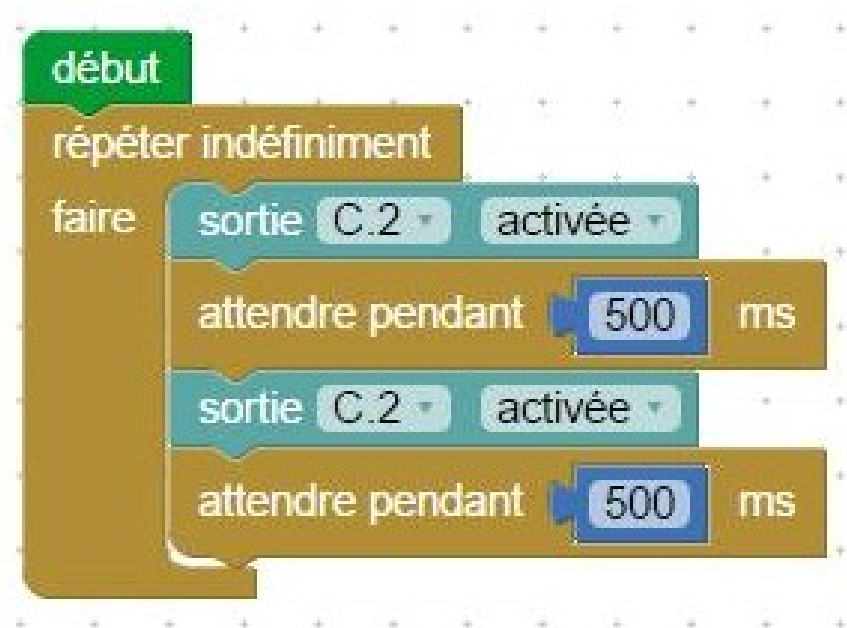 début
répéter indéfiniment
faire sortie C.2 activée
attendre pendant 500 ms
sortie C.2 activée
attendre pendant 500 ms